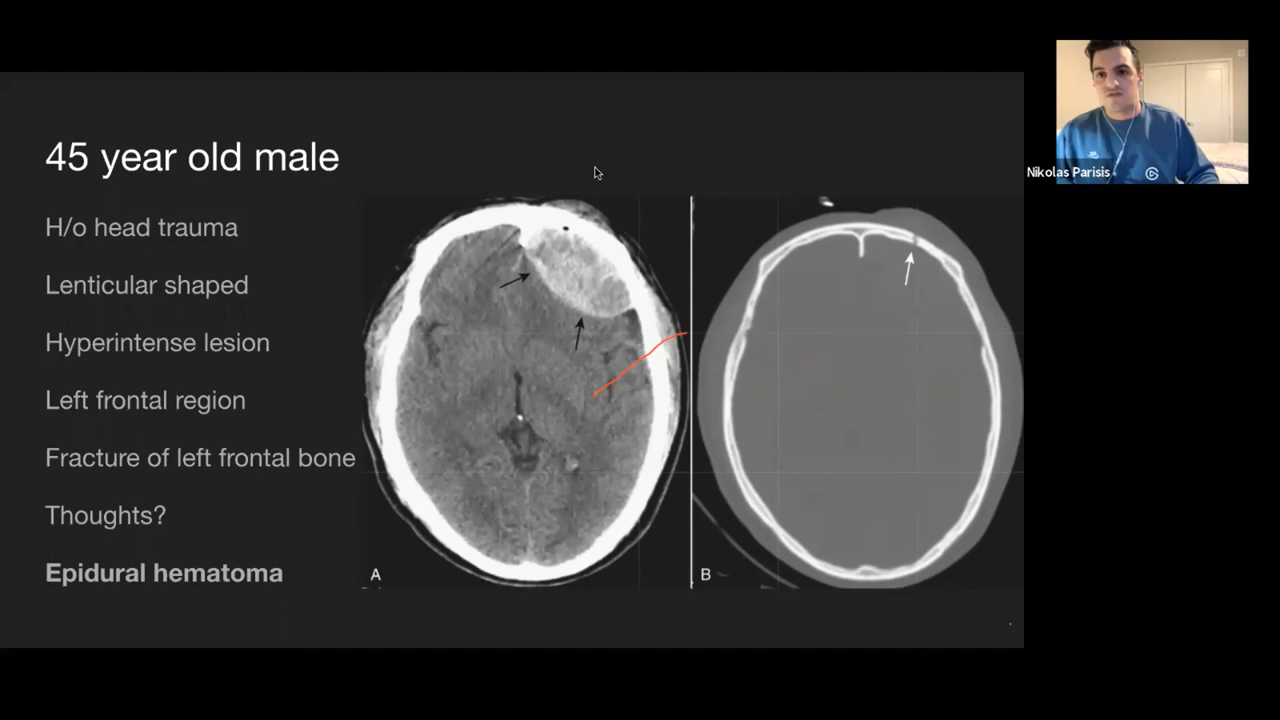 45 year old male
H/o head trauma
Lenticular shaped
Hyperintense lesion
Left frontal region
Fracture of left frontal bone
Thoughts?
Epidural hematoma
A
B
Nikolas Parisis